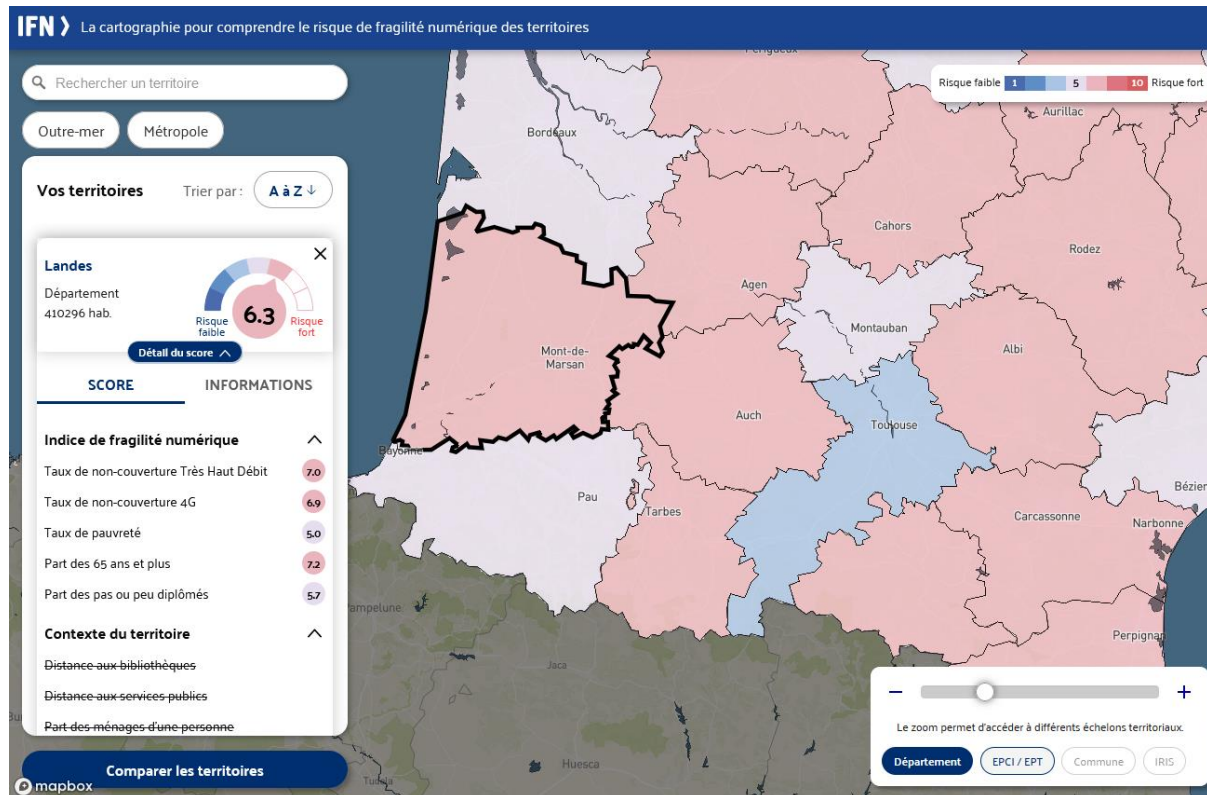 IFN La cartographie pour comprendre le risque de fragilité numérique des territoires
Rechercher un territoire
Outre-mer Métropole
Vos territoires Trier par : A à Z ↓
Landes
Département
410296 hab.
6.3
Risque faible
Risque fort
Détail du score
SCORE INFORMATIONS
Indice de fragilité numérique
Taux de non-couverture Très Haut Débit 7.0
Taux de non-couverture 4G 6.9
Taux de pauvreté 5.0
Part des 65 ans et plus 7.2
Part des pas ou peu diplômés 5.7
Contexte du territoire
Distance aux bibliothèques
Distance aux services publics
Part des ménages d'une personne
Comparer les territoires
mapbox
Risque faible 1 5 10 Risque fort
Périgueux
Aurillac
Bordeaux
Cahors
Rodez
Agen
Montauban
Mont-de-
Marsan
Albi
Auch
Toulouse
Bayonne
Pau
Tarbes
Béziers
Carcassonne
Narbonne
Perpignan
Pampelune
Jaca
Huesca
Tudela
− +
Le zoom permet d'accéder à différents échelons territoriaux.
Département EPCI / EPT Commune IRIS